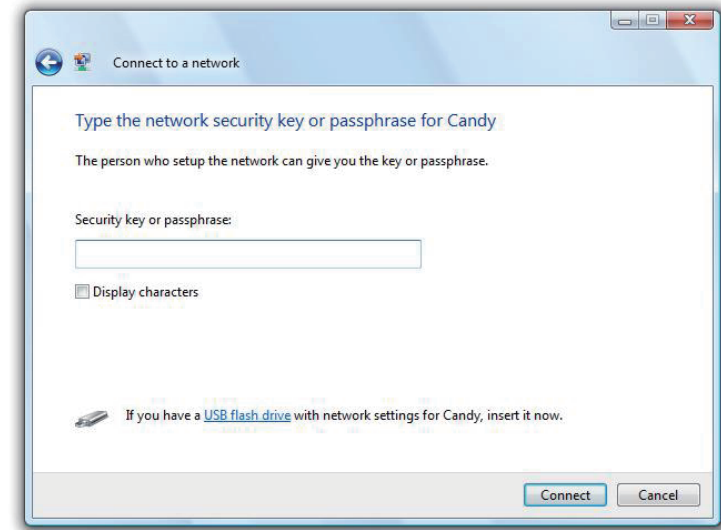 Connect to a network
Type the network security key or passphrase for Candy
The person who setup the network can give you the key or passphrase.
Security key or passphrase:
Display characters
If you have a USB flash drive with network settings for Candy, insert it now.
Connect Cancel